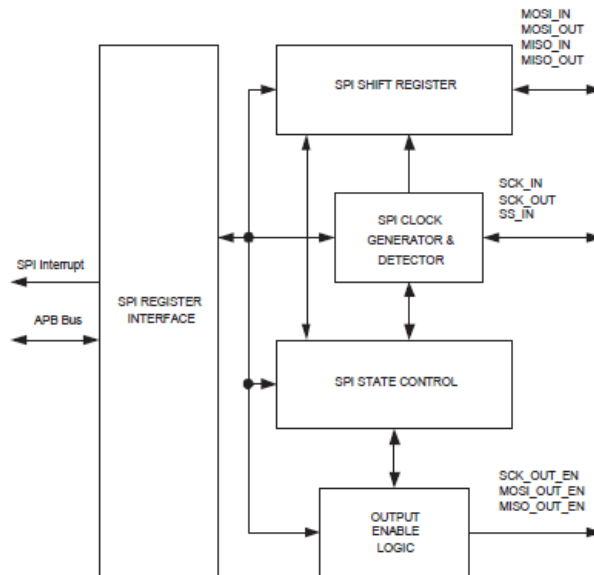 MOSI_IN
MOSI_OUT
MISO_IN
MISO_OUT
SPI SHIFT REGISTER
SCK_IN
SCK_OUT
SS_IN
SPI CLOCK
GENERATOR &
DETECTOR
SPI Interrupt
APB Bus
SPI REGISTER
INTERFACE
SPI STATE CONTROL
SCK_OUT_EN
MOSI_OUT_EN
MISO_OUT_EN
OUTPUT
ENABLE
LOGIC